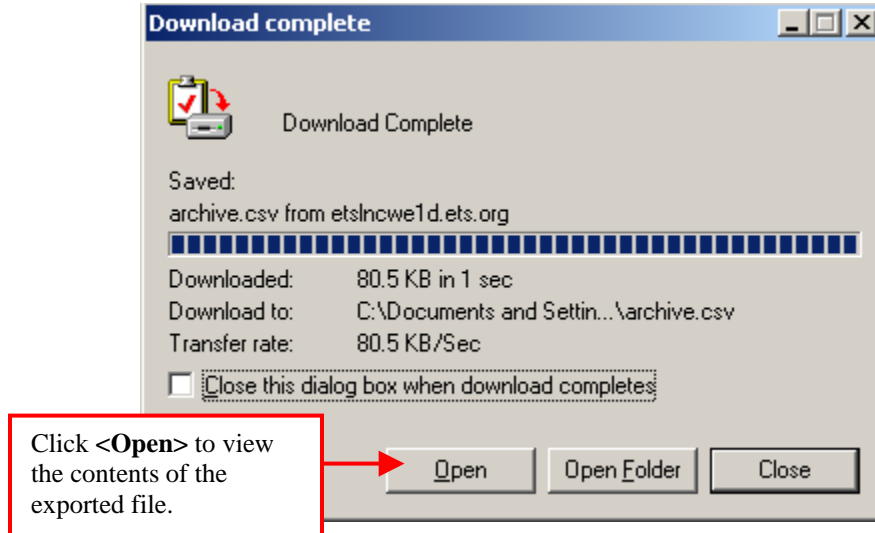 Download complete
Download Complete
Saved:
archive.csv from etslncwe1d.ets.org
Downloaded: 80.5 KB in 1 sec
Download to: C:\Documents and Settin...\archive.csv
Transfer rate: 80.5 KB/Sec
Close this dialog box when download completes
Click <Open> to view
the contents of the
exported file.
Open Open Folder Close